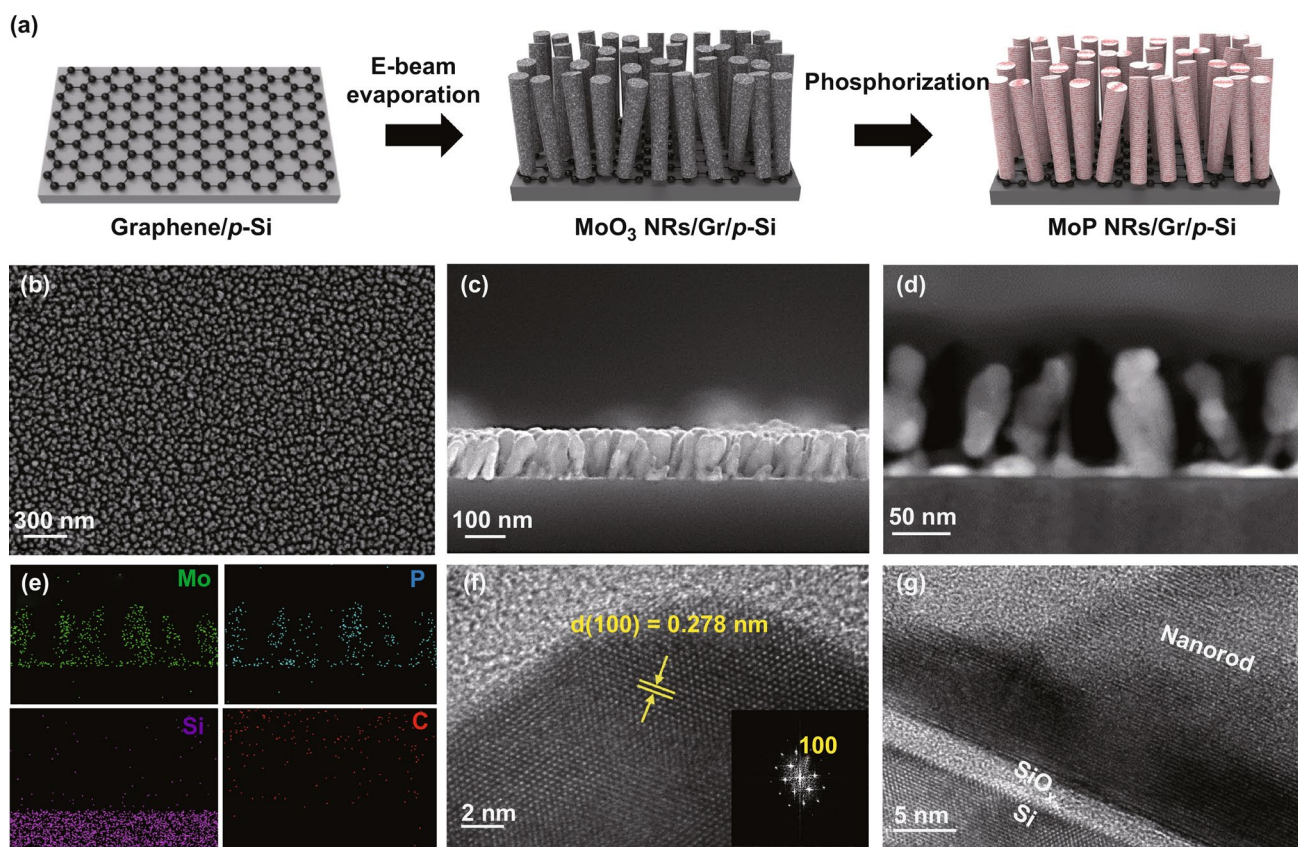 (a)
E-beam
evaporation
Phosphorization
Graphene/p-Si
MoO₃ NRs/Gr/p-Si
MoP NRs/Gr/p-Si
(b)
300 nm
(c)
100 nm
(d)
50 nm
(e)
Mo
P
Si
C
(f)
d(100) = 0.278 nm
100
2 nm
(g)
Nanorod
SiO
Si
5 nm